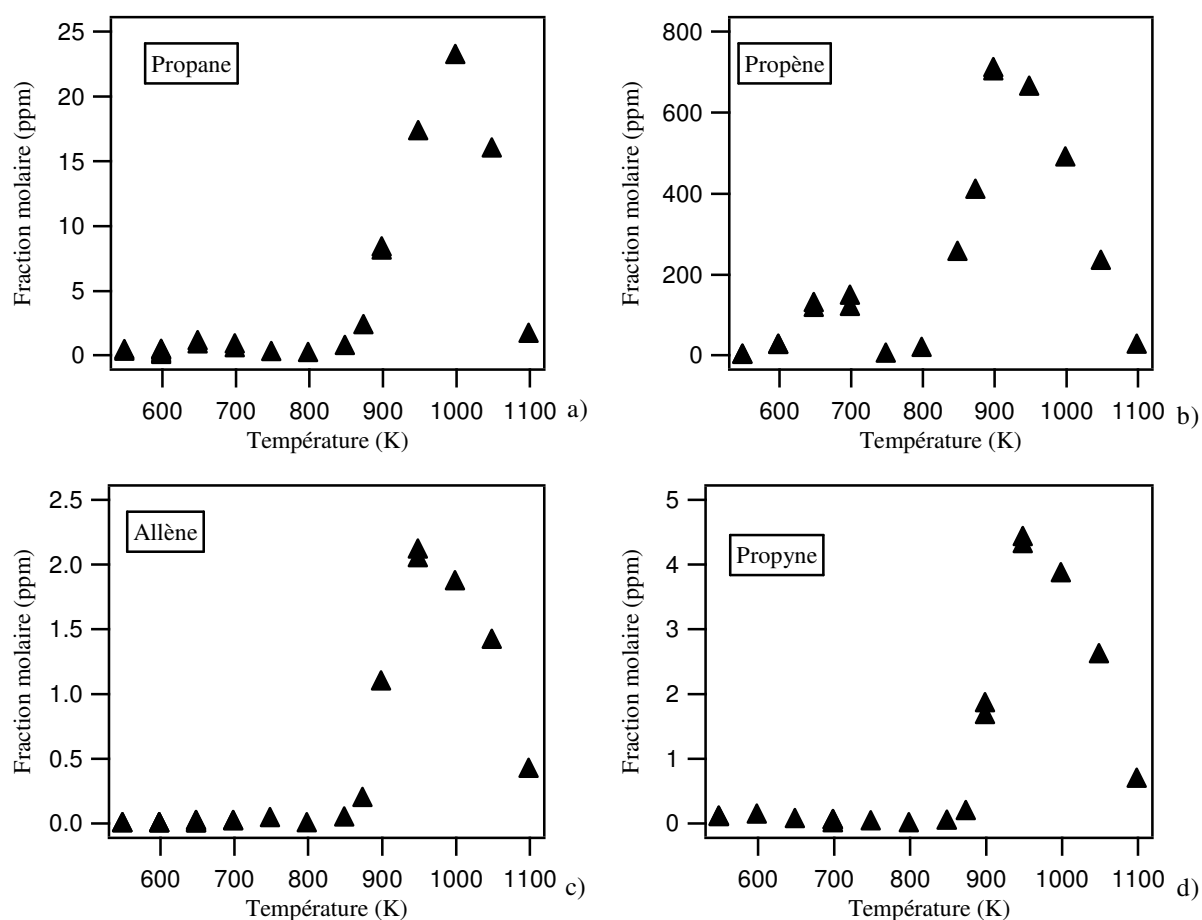 25
20
15
10
5
0
Fraction molaire (ppm)
Propane
600 700 800 900 1000 1100
Température (K)
a)
800
600
400
200
0
Fraction molaire (ppm)
Propène
600 700 800 900 1000 1100
Température (K)
b)
2.5
2.0
1.5
1.0
0.5
0.0
Fraction molaire (ppm)
Allène
600 700 800 900 1000 1100
Température (K)
c)
5
4
3
2
1
0
Fraction molaire (ppm)
Propyne
600 700 800 900 1000 1100
Température (K)
d)